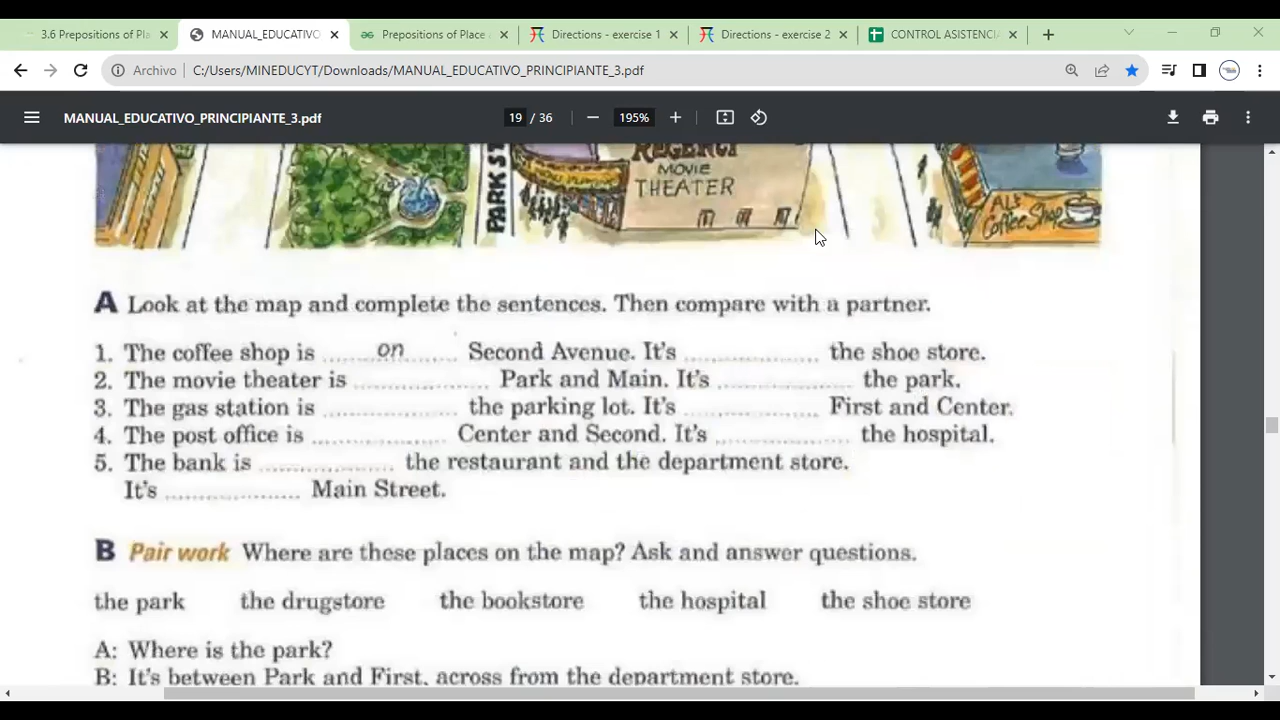 3.6 Prepositions of Pla
MANUAL_EDUCATIVO
Prepositions of Place
Directions - exercise 1
Directions - exercise 2
CONTROL ASISTENCIA
Archivo
C:/Users/MINEDUCYT/Downloads/MANUAL_EDUCATIVO_PRINCIPIANTE_3.pdf
MANUAL_EDUCATIVO_PRINCIPIANTE_3.pdf
19 / 36
195%
PARK ST
REGENCY
MOVIE
THEATER
NOW PLAYING
AL's
Coffee Shop
A Look at the map and complete the sentences. Then compare with a partner.
1. The coffee shop is ......on...... Second Avenue. It's .................... the shoe store.
2. The movie theater is .................... Park and Main. It's .................... the park.
3. The gas station is .................... the parking lot. It's .................... First and Center.
4. The post office is .................... Center and Second. It's .................... the hospital.
5. The bank is .................... the restaurant and the department store.
It's .................... Main Street.
B Pair work Where are these places on the map? Ask and answer questions.
the park the drugstore the bookstore the hospital the shoe store
A: Where is the park?
B: It's between Park and First, across from the department store.